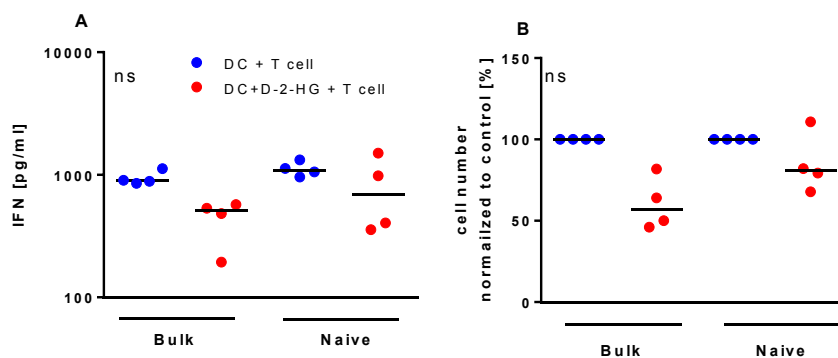 A
10000
1000
100
IFN [pg/ml]
ns
DC + T cell
DC+D-2-HG + T cell
Bulk
Naive
B
150
100
50
0
cell number
normailzed to control [%]
ns
Bulk
Naive